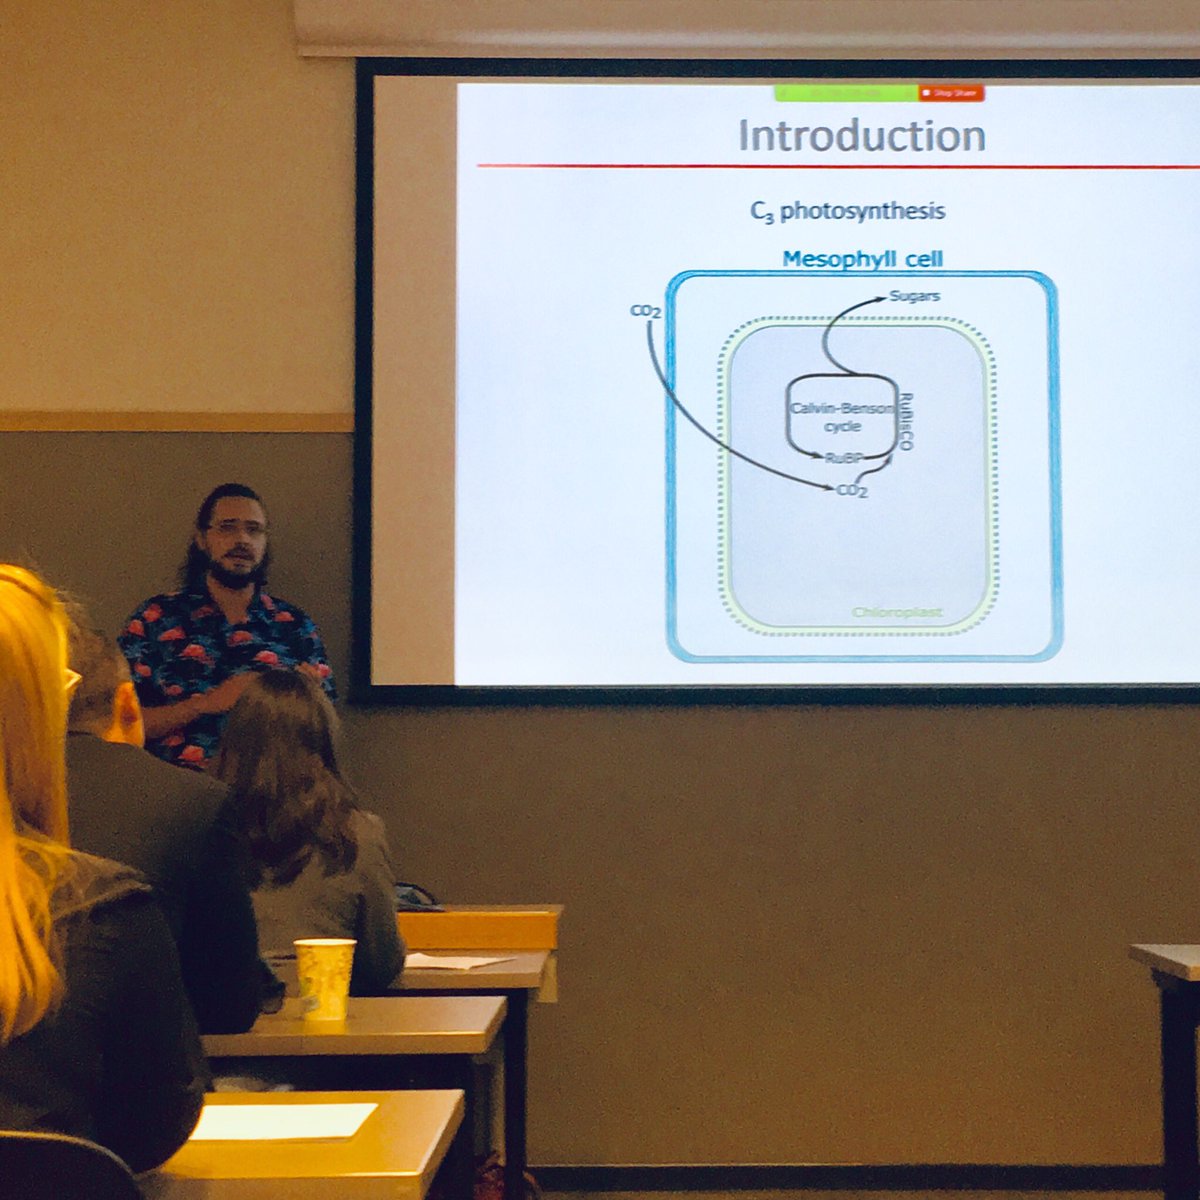 Stop Share
Introduction
C₃ photosynthesis
Mesophyll cell
Sugars
CO₂
Calvin-Benson
cycle
RuBisCO
RuBP
CO₂
Chloroplast